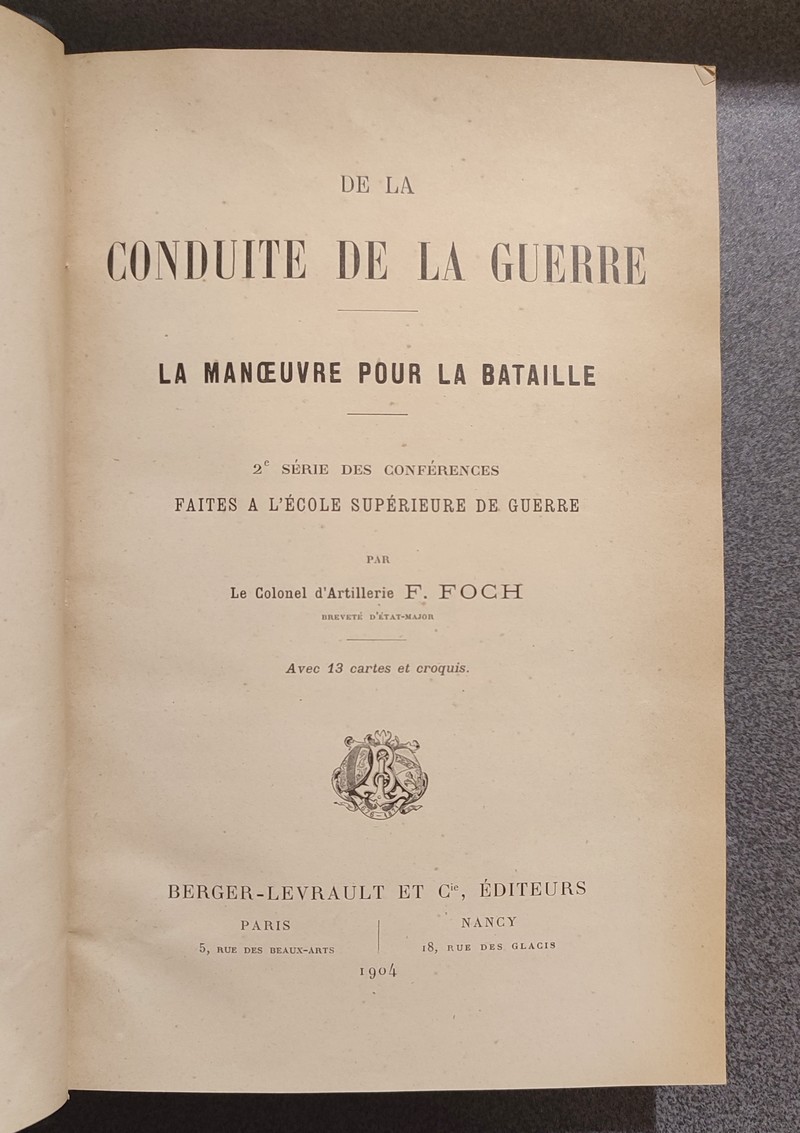 DE LA
CONDUITE DE LA GUERRE
LA MANŒUVRE POUR LA BATAILLE
2e SÉRIE DES CONFÉRENCES
FAITES A L'ÉCOLE SUPÉRIEURE DE GUERRE
PAR
Le Colonel d'Artillerie F. FOCH
BREVETÉ D'ÉTAT-MAJOR
Avec 13 cartes et croquis.
BERGER-LEVRAULT ET Cie, ÉDITEURS
PARIS
5, RUE DES BEAUX-ARTS
NANCY
18, RUE DES GLACIS
1904